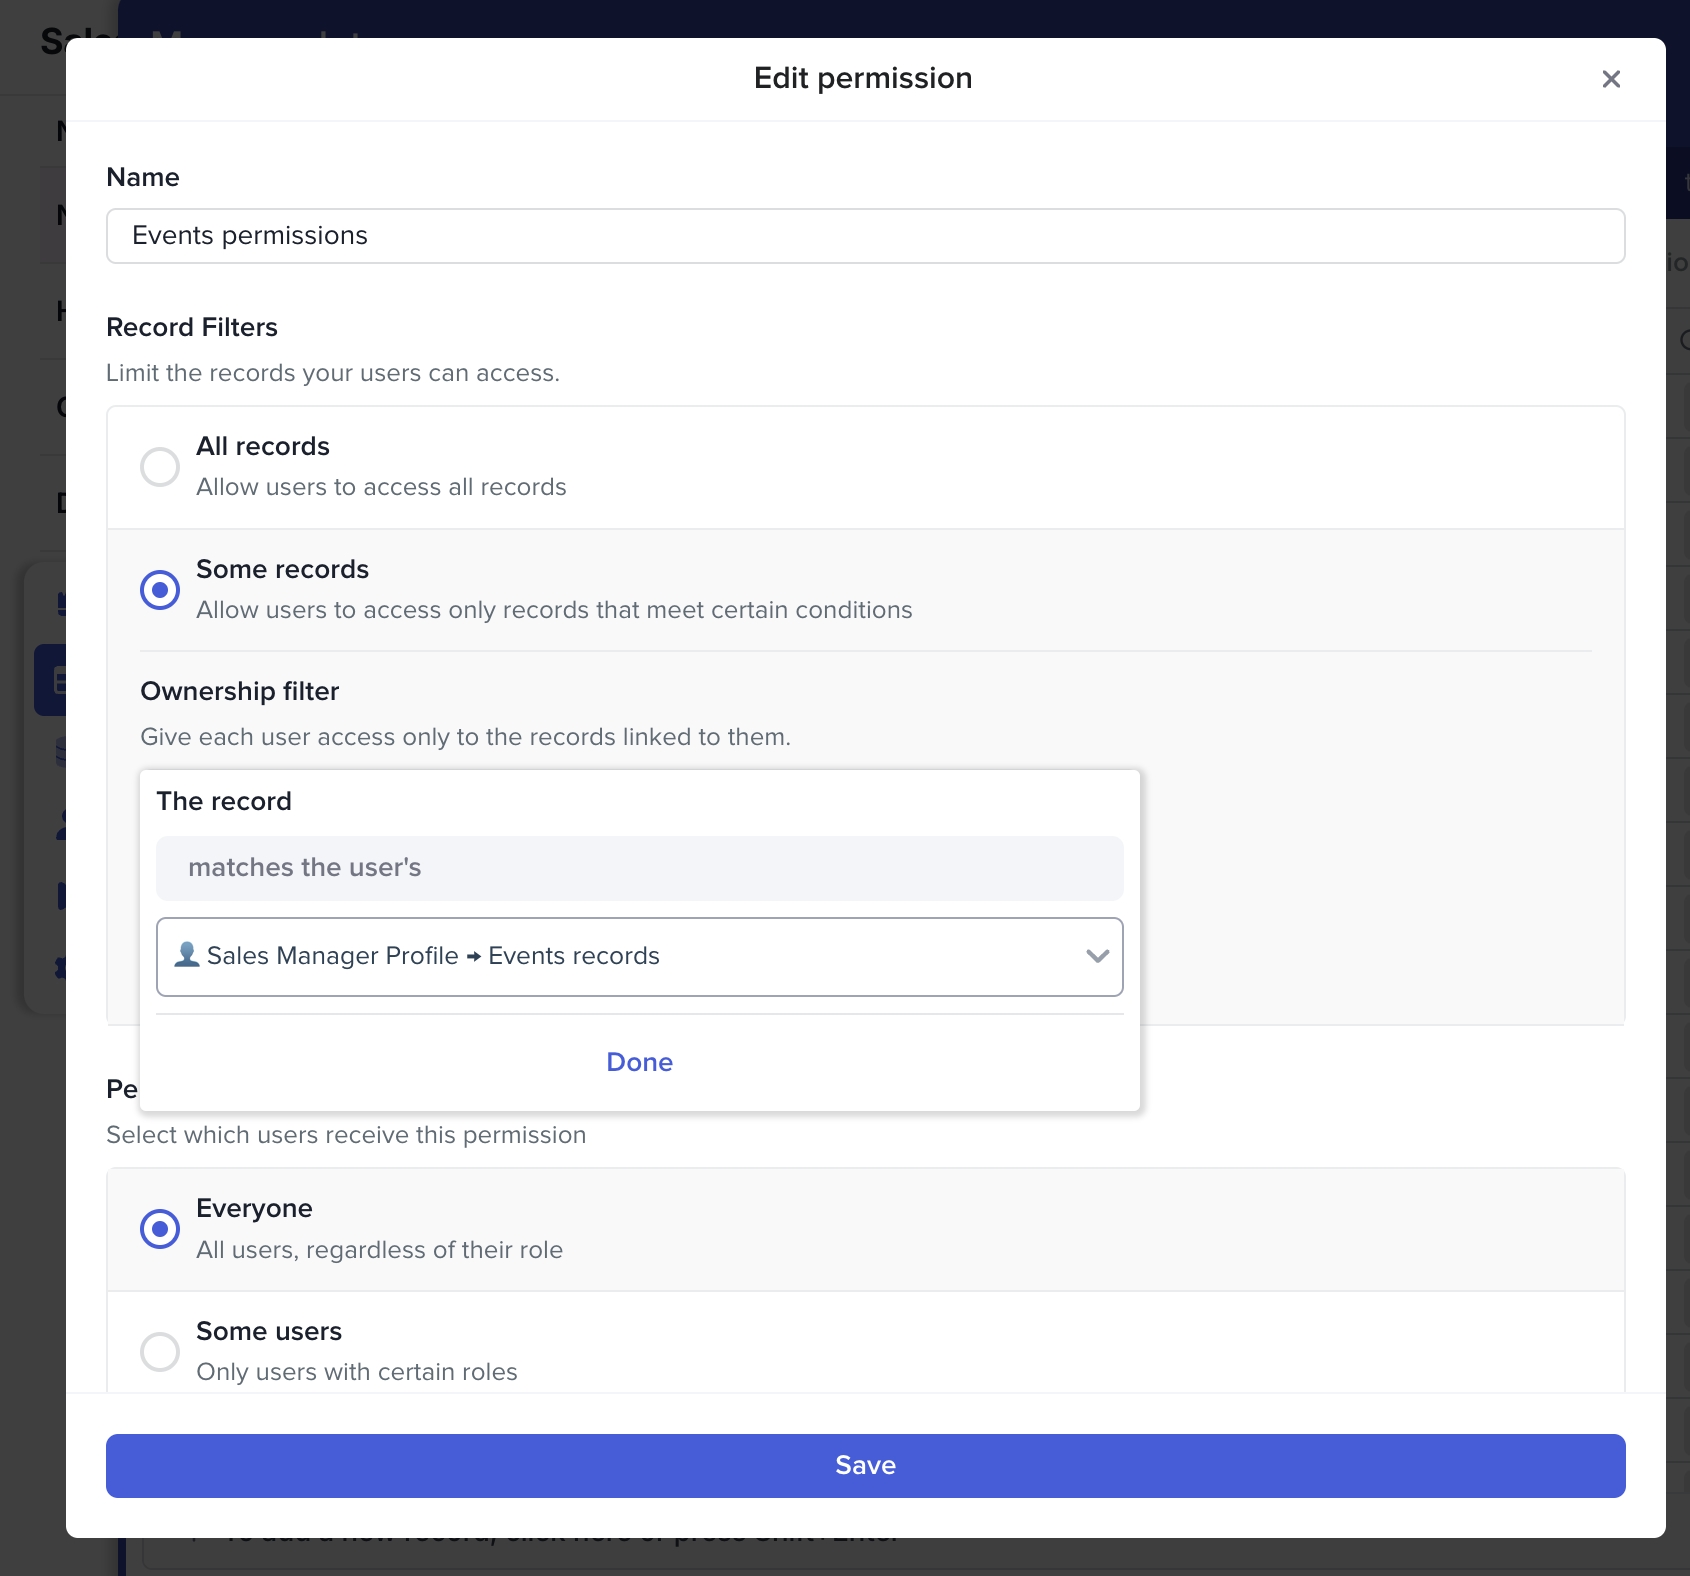 Edit permission
Name
Events permissions
Record Filters
Limit the records your users can access.
All records
Allow users to access all records
Some records
Allow users to access only records that meet certain conditions
Ownership filter
Give each user access only to the records linked to them.
The record
matches the user's
Sales Manager Profile → Events records
Done
Pe
Select which users receive this permission
Everyone
All users, regardless of their role
Some users
Only users with certain roles
Save